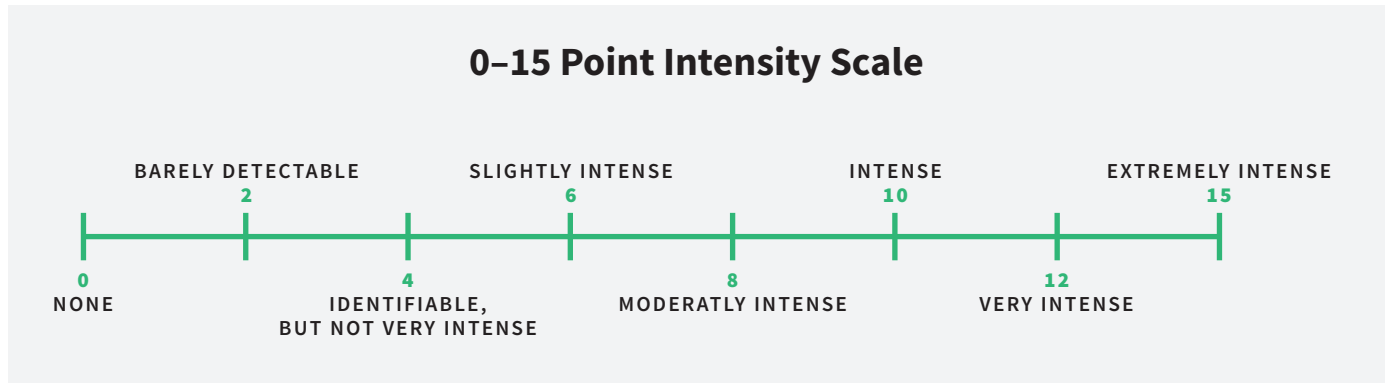 0–15 Point Intensity Scale
BARELY DETECTABLE
2
SLIGHTLY INTENSE
6
INTENSE
10
EXTREMELY INTENSE
15
0
NONE
4
IDENTIFIABLE,
BUT NOT VERY INTENSE
8
MODERATLY INTENSE
12
VERY INTENSE